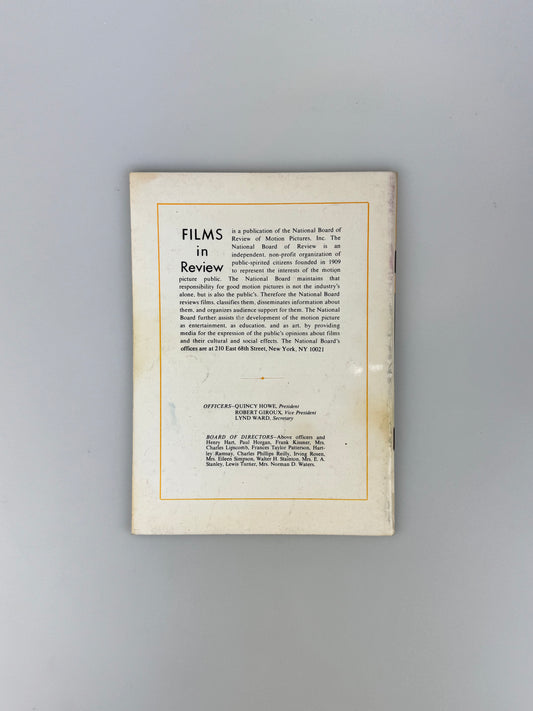 FILMS
in
Review
is a publication of the National Board of
Review of Motion Pictures, Inc. The
National Board of Review is an
independent, non-profit organization of
public-spirited citizens founded in 1909
to represent the interests of the motion
picture public. The National Board maintains that
responsibility for good motion pictures is not the industry's
alone, but is also the public's. Therefore the National Board
reviews films, classifies them, disseminates information about
them, and organizes audience support for them. The National
Board further assists the development of the motion picture
as entertainment, as education, and as art, by providing
media for the expression of the public's opinions about films
and their cultural and social effects. The National Board's
offices are at 210 East 68th Street, New York, NY 10021
OFFICERS—QUINCY HOWE, President
ROBERT GIROUX, Vice President
LYND WARD, Secretary
BOARD OF DIRECTORS—Above officers and
Henry Hart, Paul Horgan, Frank Kissner, Mrs.
Charles Lipscomb, Frances Taylor Patterson, Hart-
ley Ramsay, Charles Phillips Reilly, Irving Rosen,
Mrs. Eileen Simpson, Walter H. Stainton, Mrs. E. A.
Stanley, Lewis Turner, Mrs. Norman D. Waters.